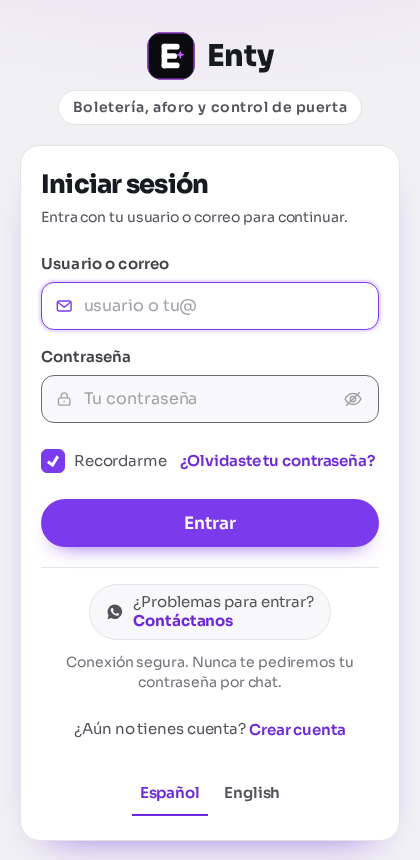 E
Enty
Boletería, aforo y control de puerta
Iniciar sesión
Entra con tu usuario o correo para continuar.
Usuario o correo
usuario o tu@
Contraseña
Tu contraseña
Recordarme ¿Olvidaste tu contraseña?
Entrar
¿Problemas para entrar?
Contáctanos
Conexión segura. Nunca te pediremos tu
contraseña por chat.
¿Aún no tienes cuenta? Crear cuenta
Español English